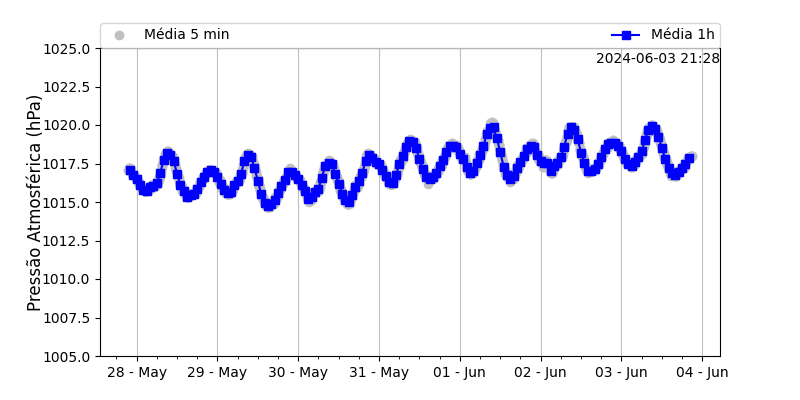 Média 5 min
Média 1h
2024-06-03 21:28
Pressão Atmosférica (hPa)
1025.0
1022.5
1020.0
1017.5
1015.0
1012.5
1010.0
1007.5
1005.0
28 - May
29 - May
30 - May
31 - May
01 - Jun
02 - Jun
03 - Jun
04 - Jun